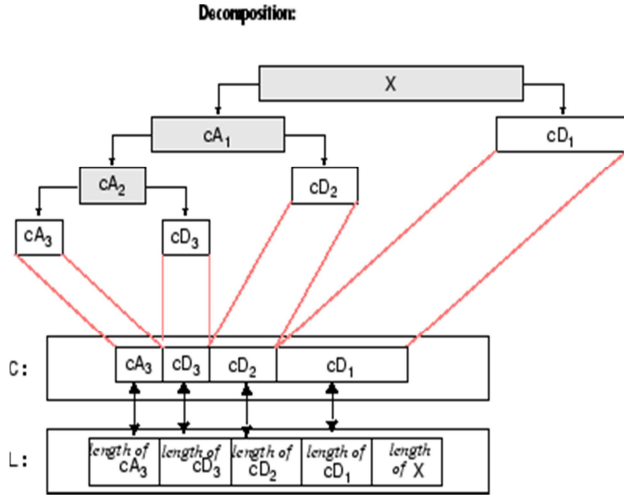 Decomposition:
X
cA₁
cD₁
cA₂
cD₂
cA₃
cD₃
C:
cA₃ cD₃ cD₂ cD₁
L:
length of length of length of length of length
cA₃ cD₃ cD₂ cD₁ of X